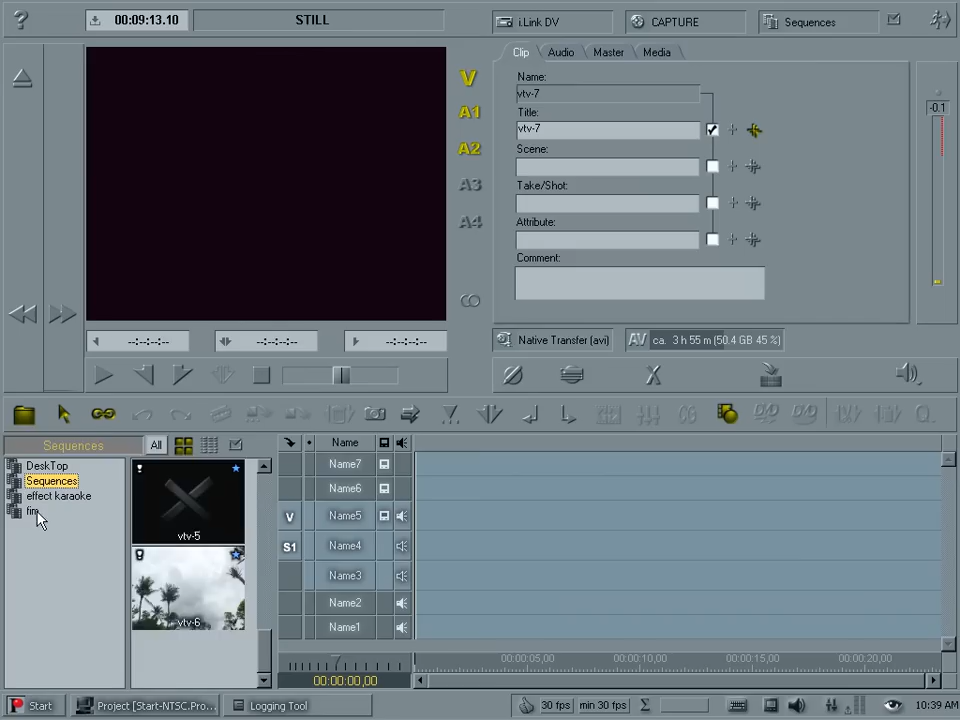 00:09:13.10
STILL
i.Link DV
CAPTURE
Sequences
Clip
Audio
Master
Media
V
A1
A2
A3
A4
Name:
vtv-7
Title:
vtv-7
Scene:
Take/Shot:
Attribute:
Comment:
-0.1
--:--:--:--
--:--:--:--
--:--:--:--
Native Transfer (avi)
AV ca. 3 h 55 m (50.4 GB 45 %)
Sequences
All
DeskTop
Sequences
effect karaoke
vtv-5
vtv-6
Name
Name7
Name6
V Name5
S1 Name4
Name3
Name2
Name1
00:00:00,00
00:00:05,00
00:00:10,00
00:00:15,00
00:00:20,00
Start
Project [Start-NTSC.Pro...
Logging Tool
30 fps
min 30 fps
Σ
10:39 AM